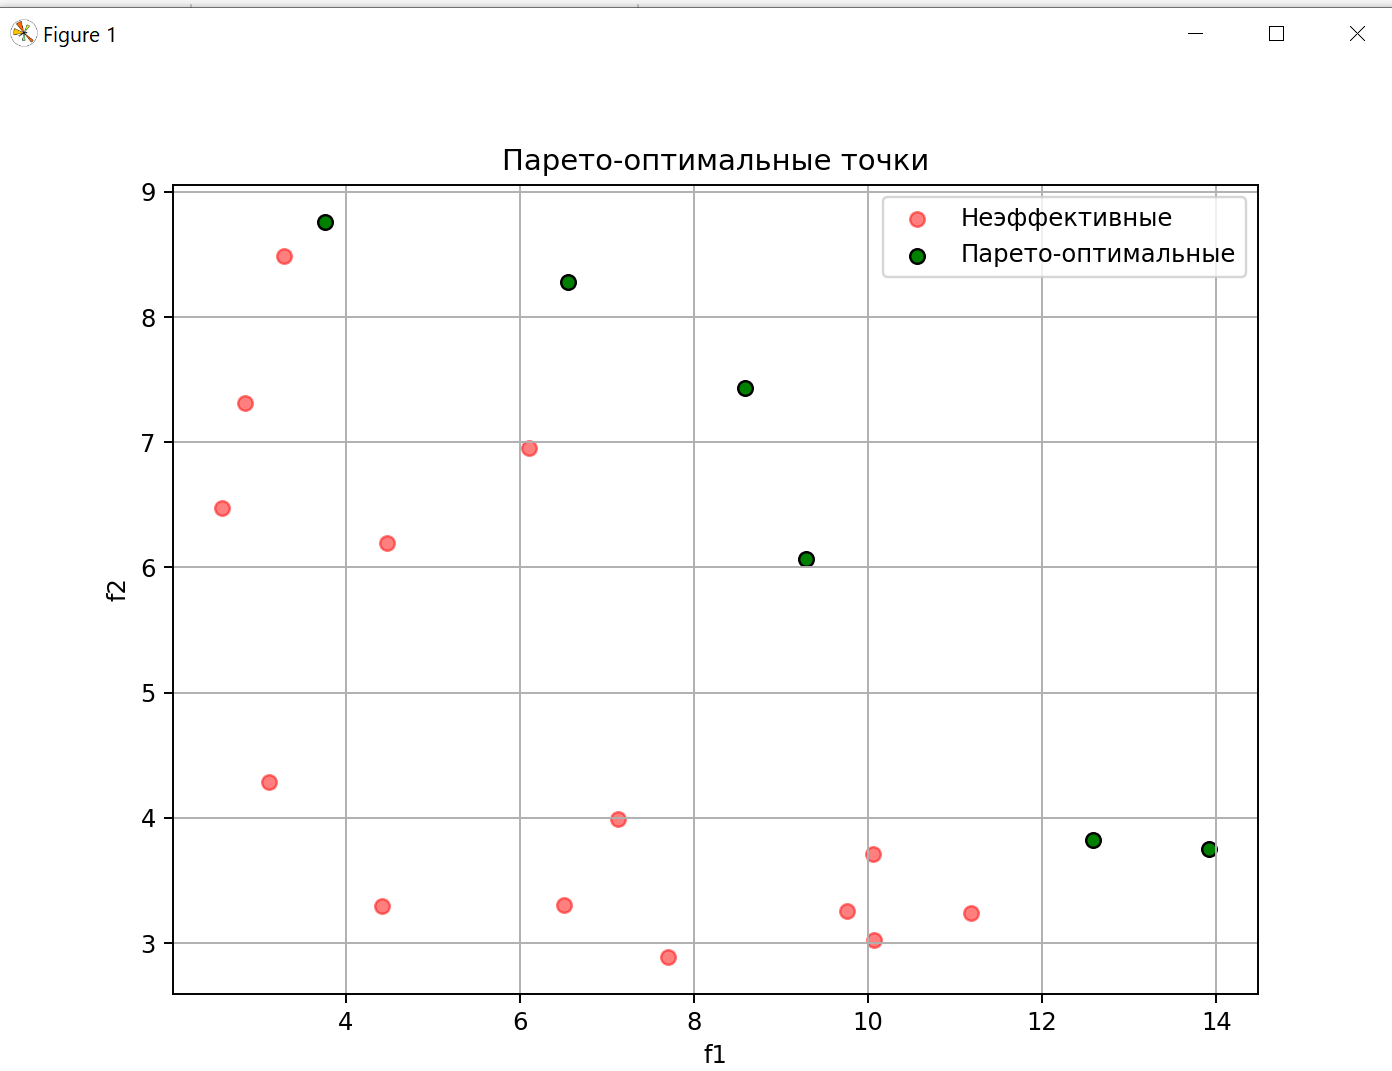 Figure 1
Парето-оптимальные точки
Неэффективные
Парето-оптимальные
9
8
7
6
5
4
3
f2
4 6 8 10 12 14
f1